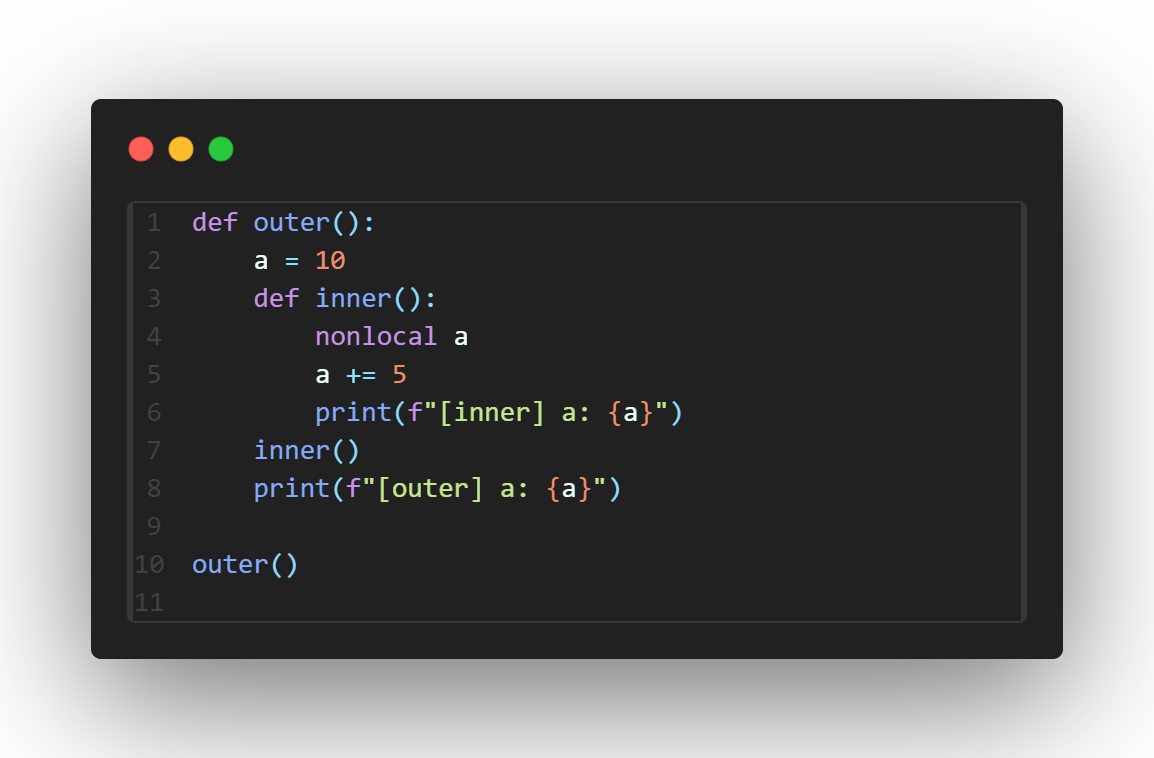 1 def outer():
2     a = 10
3     def inner():
4         nonlocal a
5         a += 5
6         print(f"[inner] a: {a}")
7     inner()
8     print(f"[outer] a: {a}")
9
10 outer()
11